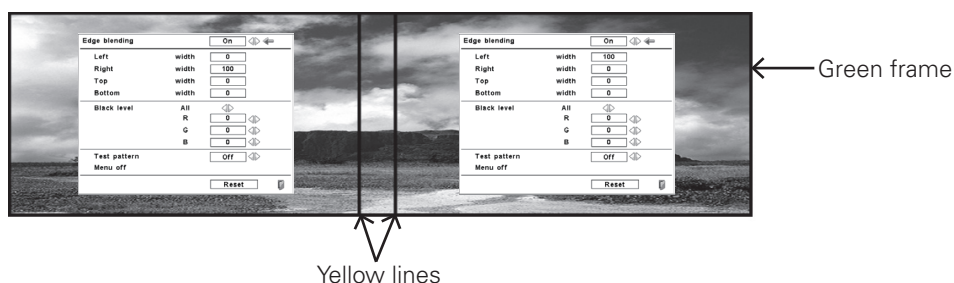 Edge blending On
Left width 0
Right width 100
Top width 0
Bottom width 0
Black level All
R 0
G 0
B 0
Test pattern Off
Menu off
Reset
Edge blending On
Left width 100
Right width 0
Top width 0
Bottom width 0
Black level All
R 0
G 0
B 0
Test pattern Off
Menu off
Reset
Green frame
Yellow lines